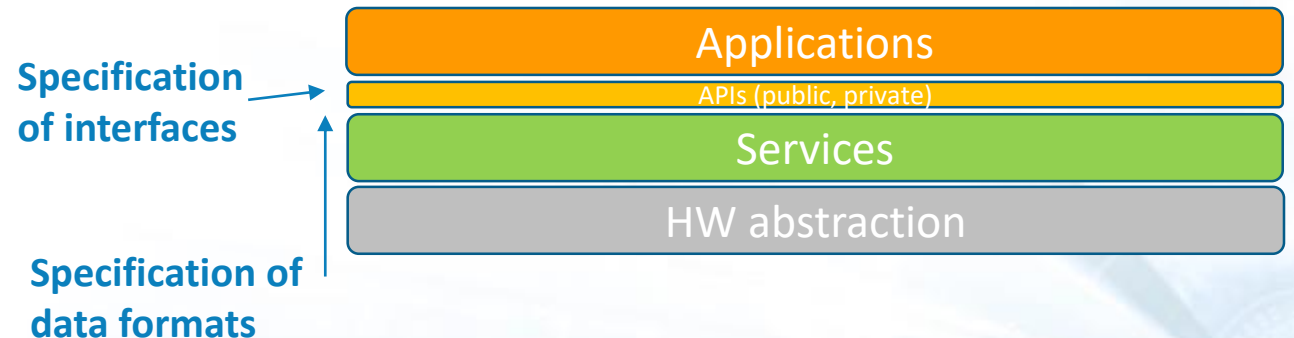 Applications
Specification
of interfaces
APIs (public, private)
Services
HW abstraction
Specification of
data formats